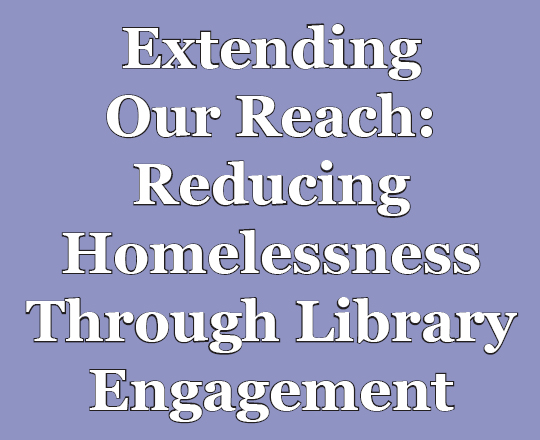 Extending
Our Reach:
Reducing
Homelessness
Through Library
Engagement